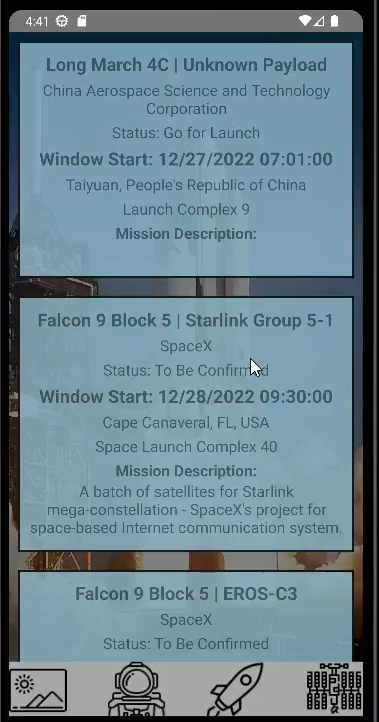 4:41
Long March 4C | Unknown Payload
China Aerospace Science and Technology
Corporation
Status: Go for Launch
Window Start: 12/27/2022 07:01:00
Taiyuan, People's Republic of China
Launch Complex 9
Mission Description:
Falcon 9 Block 5 | Starlink Group 5-1
SpaceX
Status: To Be Confirmed
Window Start: 12/28/2022 09:30:00
Cape Canaveral, FL, USA
Space Launch Complex 40
Mission Description:
A batch of satellites for Starlink
mega-constellation - SpaceX's project for
space-based Internet communication system.
Falcon 9 Block 5 | EROS-C3
SpaceX
Status: To Be Confirmed